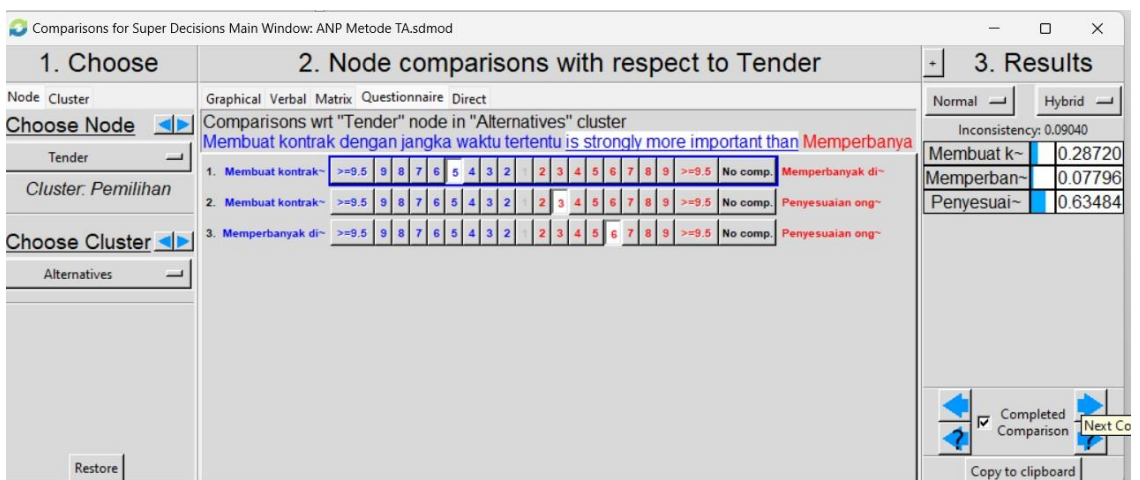 Comparisons for Super Decisions Main Window: ANP Metode TA.sdmod
1. Choose
Node Cluster
Choose Node
Tender
Cluster: Pemilihan
Choose Cluster
Alternatives
Restore
2. Node comparisons with respect to Tender
Graphical Verbal Matrix Questionnaire Direct
Comparisons wrt "Tender" node in "Alternatives" cluster
Membuat kontrak dengan jangka waktu tertentu is strongly more important than Memperbanya
1. Membuat kontrak~ >=9.5 9 8 7 6 5 4 3 2 1 2 3 4 5 6 7 8 9 >=9.5 No comp. Memperbanyak di~
2. Membuat kontrak~ >=9.5 9 8 7 6 5 4 3 2 1 2 3 4 5 6 7 8 9 >=9.5 No comp. Penyesuaian ong~
3. Memperbanyak di~ >=9.5 9 8 7 6 5 4 3 2 1 2 3 4 5 6 7 8 9 >=9.5 No comp. Penyesuaian ong~
+ 3. Results
Normal Hybrid
Inconsistency: 0.09040
Membuat k~ 0.28720
Memperban~ 0.07796
Penyesuai~ 0.63484
Completed
Comparison
Next Co
? ?
Copy to clipboard